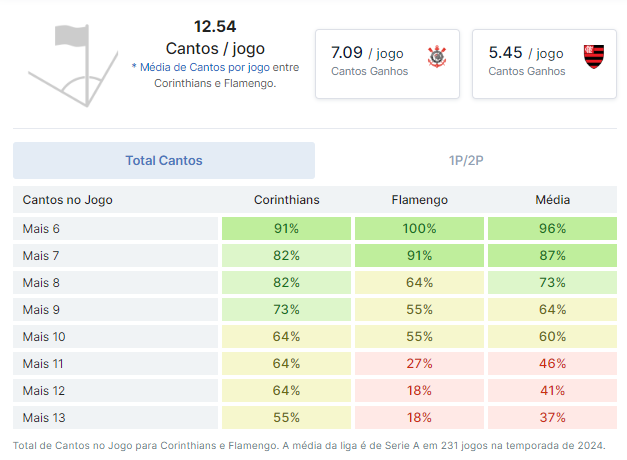 12.54
Cantos / jogo
* Média de Cantos por jogo entre
Corinthians e Flamengo.
7.09 / jogo
Cantos Ganhos
5.45 / jogo
Cantos Ganhos
Total Cantos 1P/2P
Cantos no Jogo Corinthians Flamengo Média
Mais 6 91% 100% 96%
Mais 7 82% 91% 87%
Mais 8 82% 64% 73%
Mais 9 73% 55% 64%
Mais 10 64% 55% 60%
Mais 11 64% 27% 46%
Mais 12 64% 18% 41%
Mais 13 55% 18% 37%
Total de Cantos no Jogo para Corinthians e Flamengo. A média da liga é de Serie A em 231 jogos na temporada de 2024.